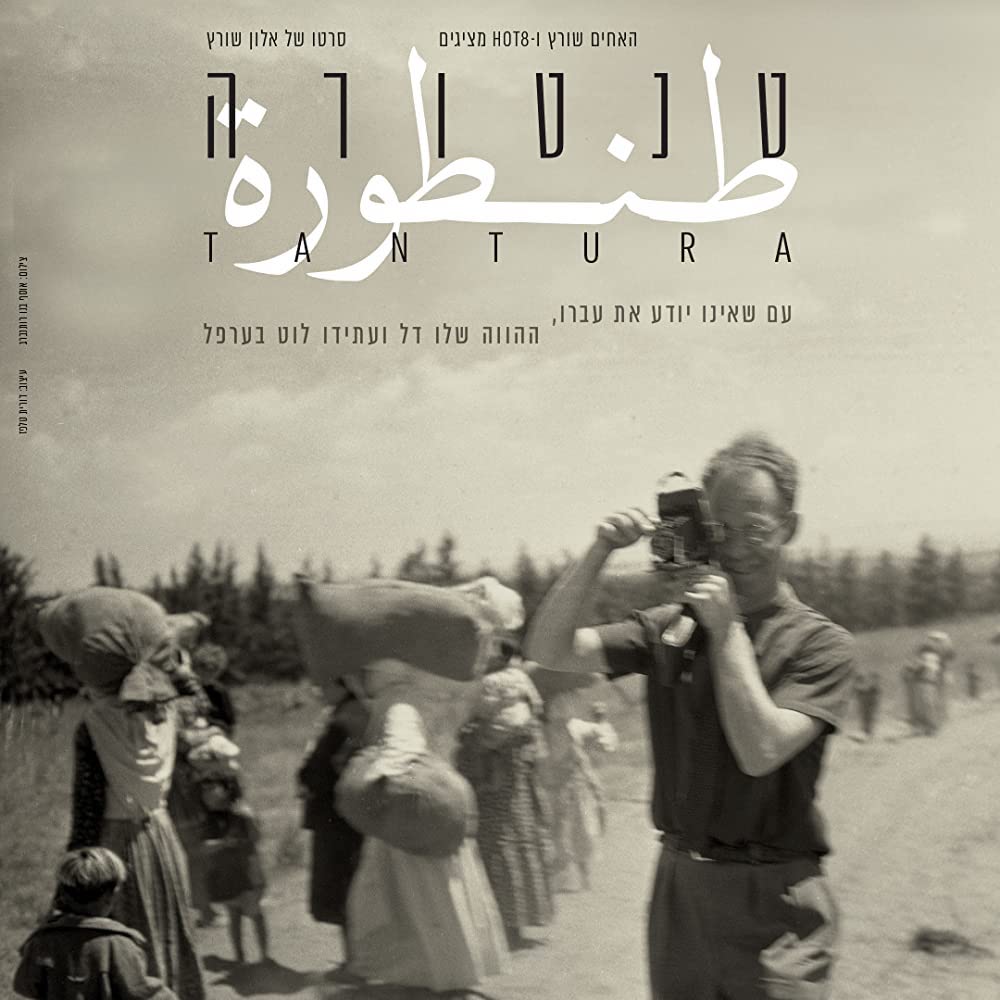 האחים שורץ ו-HOT8 מציגים
סרטו של אלון שורץ
טנטורה
طنطورة
TANTURA
עם שאינו יודע את עברו,
ההווה שלו דל ועתידו לוט בערפל